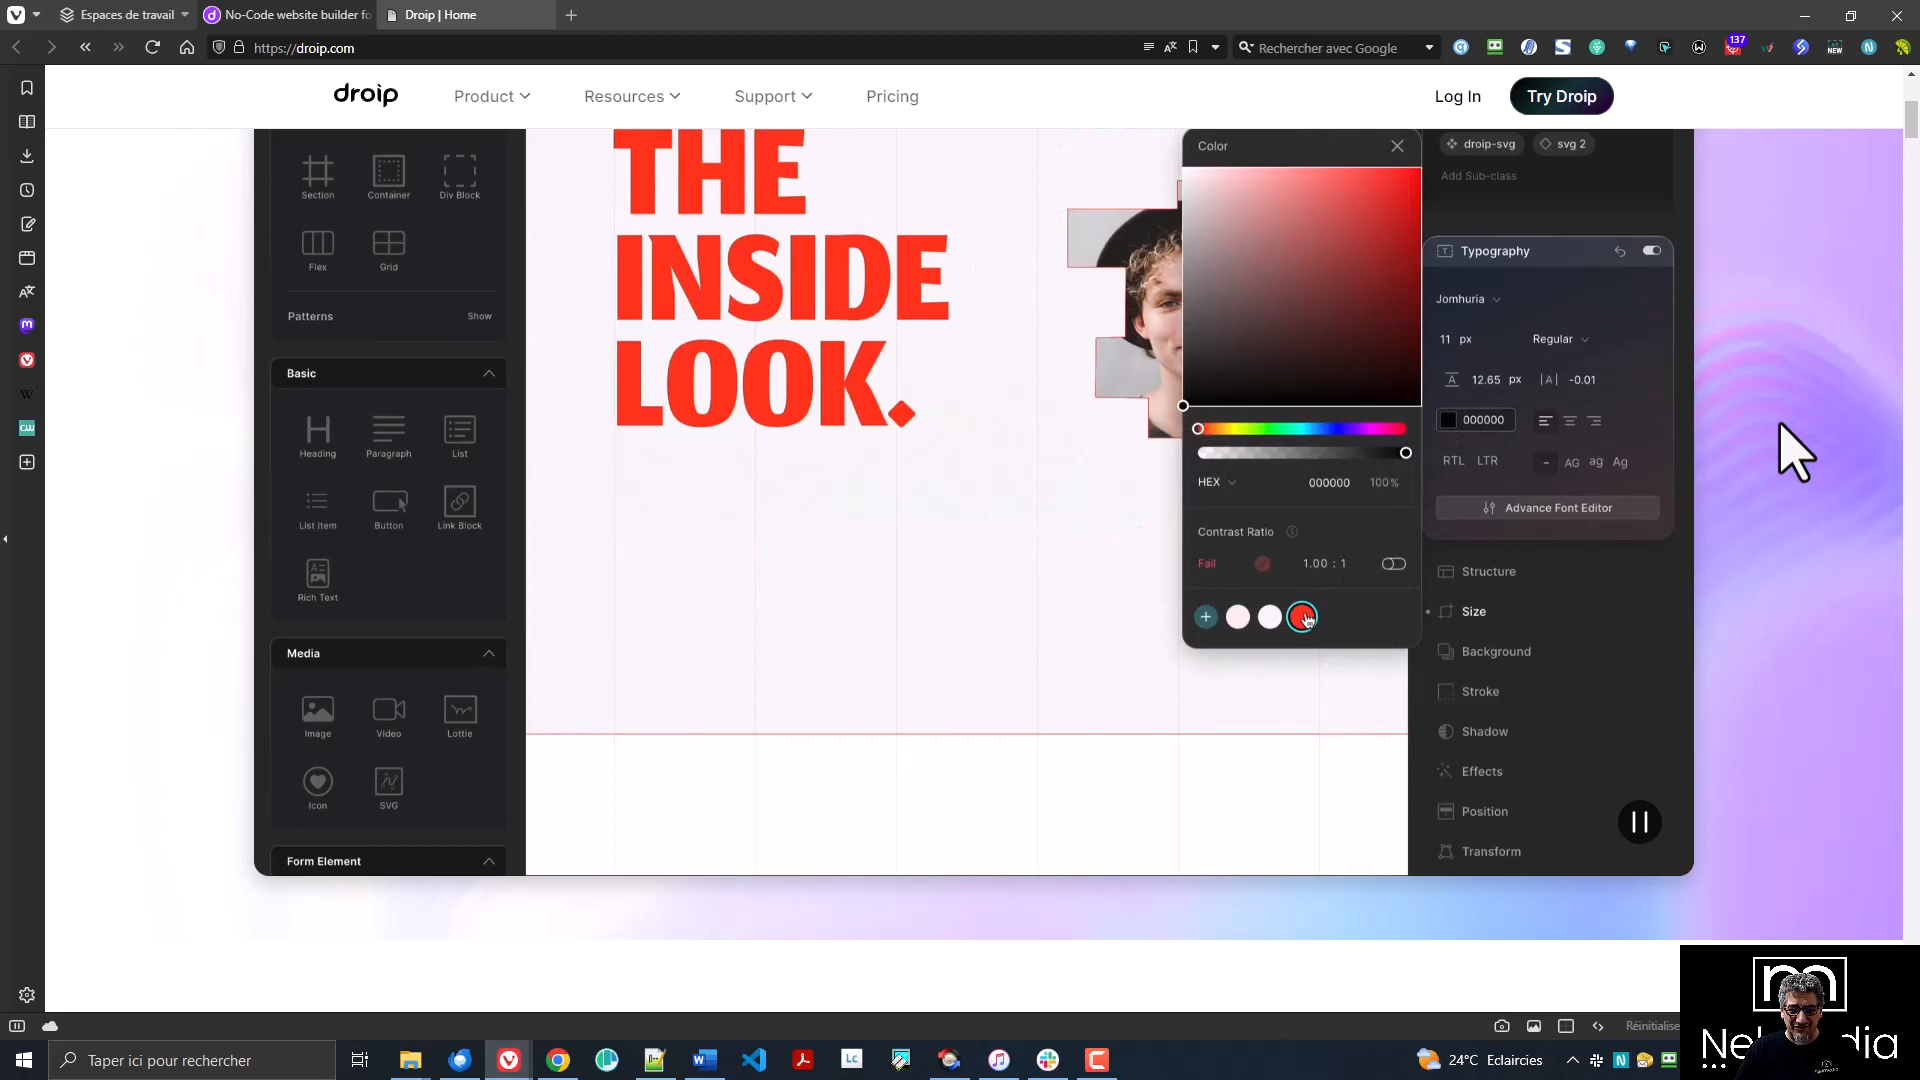 Espaces de travail
No-Code website builder fo
Droip | Home
https://droip.com
Rechercher avec Google
137
NEW
droip
Product
Resources
Support
Pricing
Log In
Try Droip
Section
Container
Div Block
Flex
Grid
Patterns
Show
Basic
Heading
Paragraph
List
List Item
Button
Link Block
Rich Text
Media
Image
Video
Lottie
Icon
SVG
Form Element
THE
INSIDE
LOOK.
Color
HEX
000000
100%
Contrast Ratio
Fail
1.00 : 1
droip-svg
svg 2
Add Sub-class
Typography
Jomhuria
11 px
Regular
12.65 px
-0.01
000000
RTL LTR
- AG ag Ag
Advance Font Editor
Structure
Size
Background
Stroke
Shadow
Effects
Position
Transform
Réinitialise
Taper ici pour rechercher
24°C Eclaircies